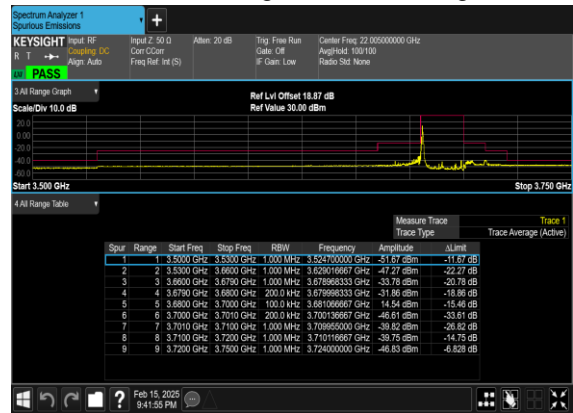 Spectrum Analyzer 1
Spurious Emissions
KEYSIGHT Input: RF Input Z: 50 Ω Atten: 20 dB Trig: Free Run Center Freq: 22.005000000 GHz
R T Coupling: DC Corr CCorr Gate: Off Avg|Hold: 100/100
Align: Auto Freq Ref: Int (S) IF Gain: Low Radio Std: None
LXI PASS
3 All Range Graph
Ref Lvl Offset 18.87 dB
Scale/Div 10.0 dB Ref Value 30.00 dBm
20.0
0.00
-20.0
-40.0
-60.0
Start 3.500 GHz Stop 3.750 GHz
4 All Range Table
Measure Trace Trace 1
Trace Type Trace Average (Active)
Spur Range Start Freq Stop Freq RBW Frequency Amplitude ΔLimit
1 1 3.5000 GHz 3.5300 GHz 1.000 MHz 3.524700000 GHz -51.67 dBm -11.67 dB
2 2 3.5300 GHz 3.6600 GHz 1.000 MHz 3.629016667 GHz -47.27 dBm -22.27 dB
3 3 3.6600 GHz 3.6790 GHz 1.000 MHz 3.678968333 GHz -33.78 dBm -20.78 dB
4 4 3.6790 GHz 3.6800 GHz 200.0 kHz 3.679998333 GHz -31.86 dBm -18.86 dB
5 5 3.6800 GHz 3.7000 GHz 100.0 kHz 3.681066667 GHz 14.54 dBm -15.46 dB
6 6 3.7000 GHz 3.7010 GHz 200.0 kHz 3.700136667 GHz -46.61 dBm -33.61 dB
7 7 3.7010 GHz 3.7100 GHz 1.000 MHz 3.709955000 GHz -39.82 dBm -26.82 dB
8 8 3.7100 GHz 3.7200 GHz 1.000 MHz 3.710116667 GHz -39.75 dBm -14.75 dB
9 9 3.7200 GHz 3.7500 GHz 1.000 MHz 3.724000000 GHz -46.83 dBm -6.828 dB
Feb 15, 2025
9:41:55 PM